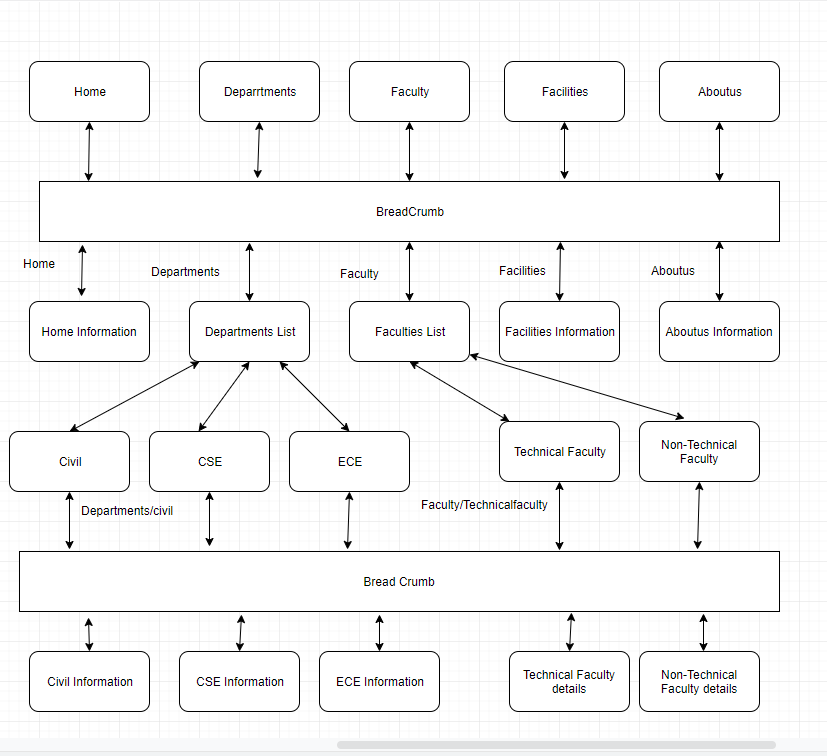 Home
Deparrtments
Faculty
Facilities
Aboutus
BreadCrumb
Home
Departments
Faculty
Facilities
Aboutus
Home Information
Departments List
Faculties List
Facilities Information
Aboutus Information
Civil
CSE
ECE
Technical Faculty
Non-Technical
Faculty
Departments/civil
Faculty/Technicalfaculty
Bread Crumb
Civil Information
CSE Information
ECE Information
Technical Faculty
details
Non-Technical
Faculty details